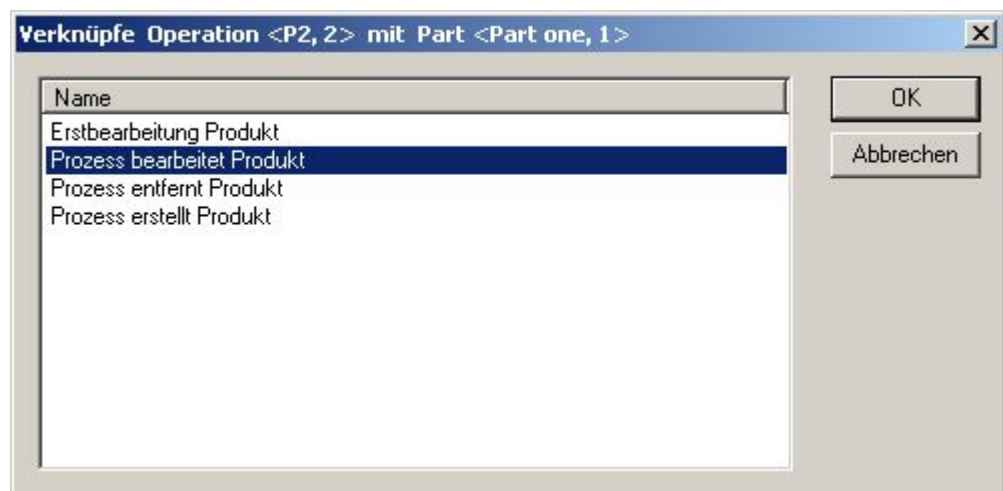 Verknüpfe Operation <P2, 2> mit Part <Part one, 1>
Name
Erstbearbeitung Produkt
Prozess bearbeitet Produkt
Prozess entfernt Produkt
Prozess erstellt Produkt
OK
Abbrechen